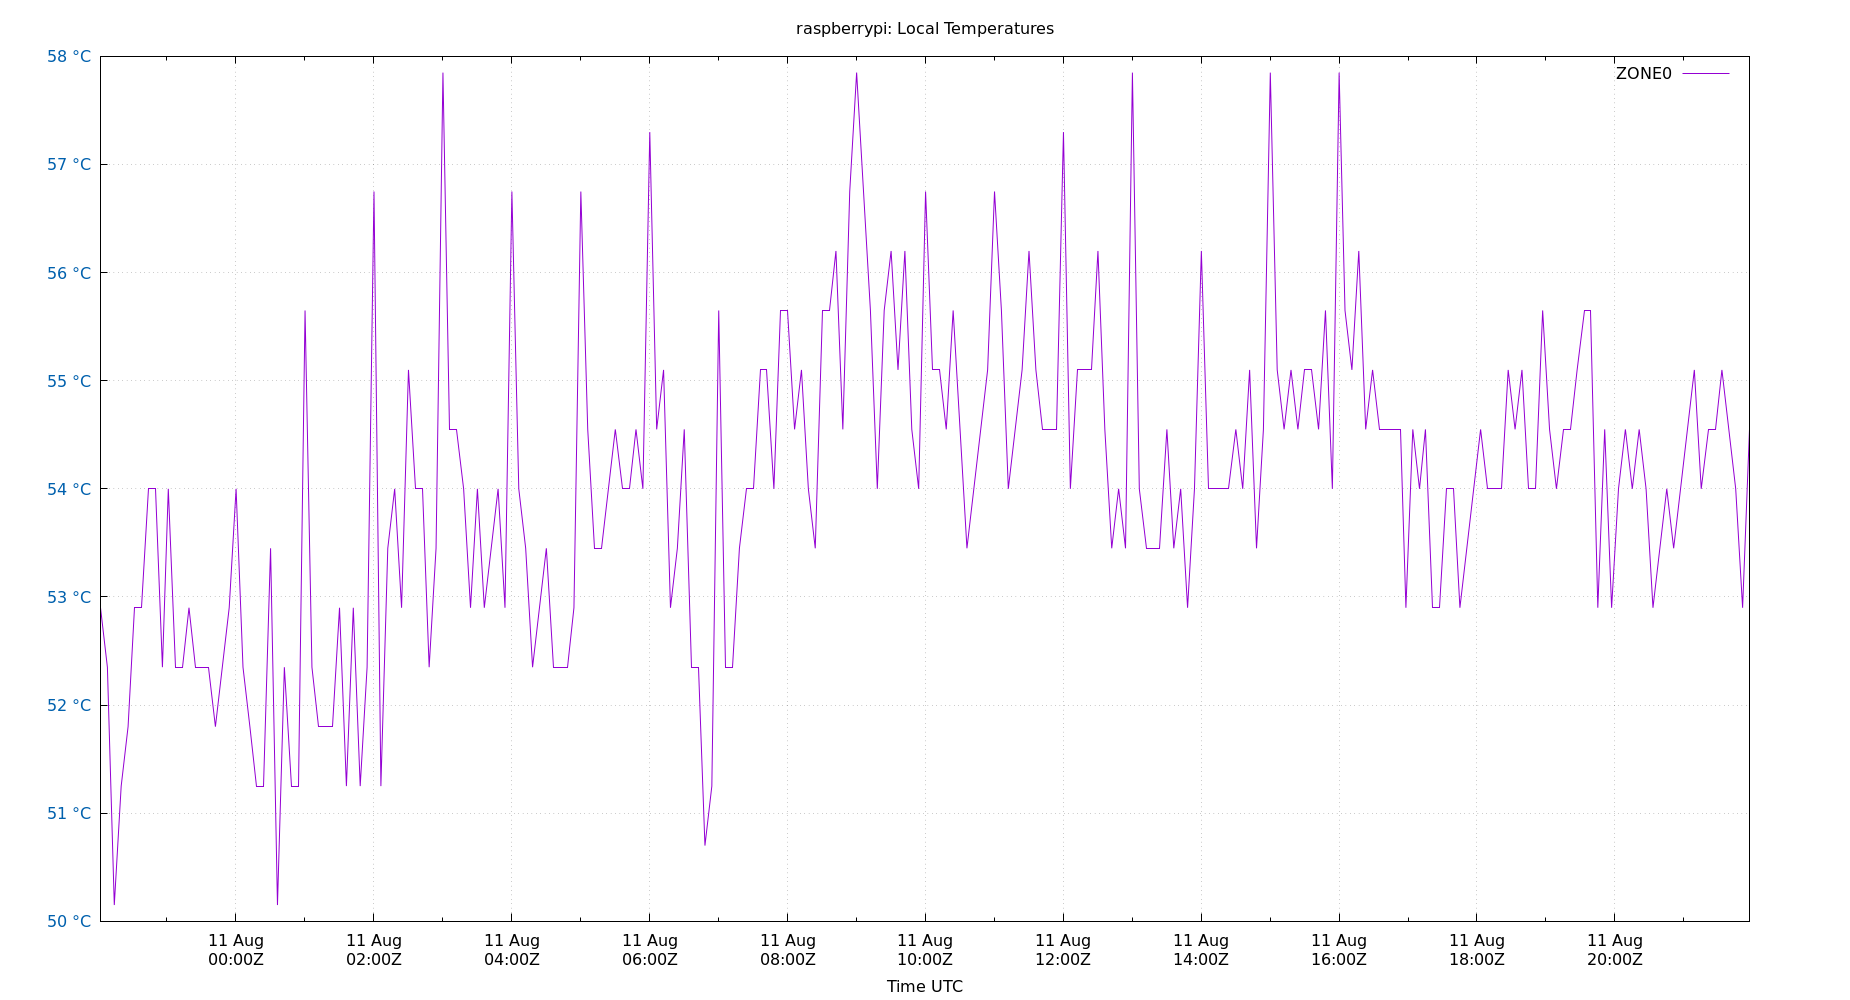 raspberrypi: Local Temperatures
58 °C
57 °C
56 °C
55 °C
54 °C
53 °C
52 °C
51 °C
50 °C
ZONE0
11 Aug 11 Aug 11 Aug 11 Aug 11 Aug 11 Aug 11 Aug 11 Aug 11 Aug 11 Aug 11 Aug
00:00Z 02:00Z 04:00Z 06:00Z 08:00Z 10:00Z 12:00Z 14:00Z 16:00Z 18:00Z 20:00Z
Time UTC